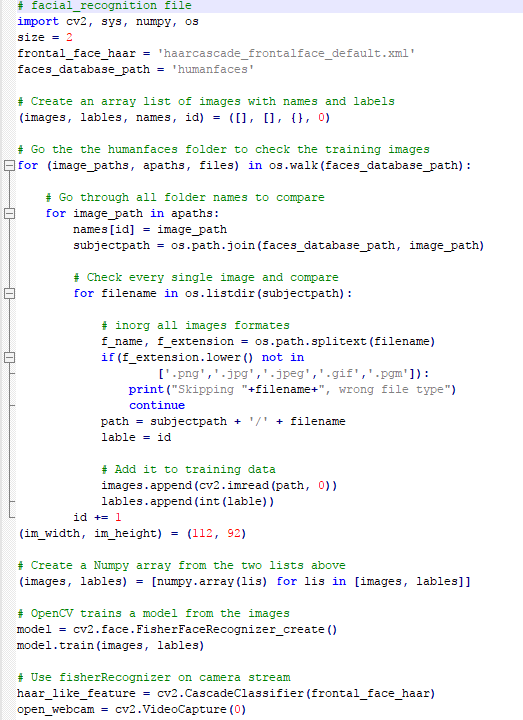 # facial_recognition file
import cv2, sys, numpy, os
size = 2
frontal_face_haar = 'haarcascade_frontalface_default.xml'
faces_database_path = 'humanfaces'

# Create an array list of images with names and labels
(images, lables, names, id) = ([], [], {}, 0)

# Go the the humanfaces folder to check the training images
for (image_paths, apaths, files) in os.walk(faces_database_path):

    # Go through all folder names to compare
    for image_path in apaths:
        names[id] = image_path
        subjectpath = os.path.join(faces_database_path, image_path)

        # Check every single image and compare
        for filename in os.listdir(subjectpath):

            # inorg all images formates
            f_name, f_extension = os.path.splitext(filename)
            if(f_extension.lower() not in
                    ['.png','.jpg','.jpeg','.gif','.pgm']):
                print("Skipping "+filename+", wrong file type")
                continue
            path = subjectpath + '/' + filename
            lable = id

            # Add it to training data
            images.append(cv2.imread(path, 0))
            lables.append(int(lable))
        id += 1
(im_width, im_height) = (112, 92)

# Create a Numpy array from the two lists above
(images, lables) = [numpy.array(lis) for lis in [images, lables]]

# OpenCV trains a model from the images
model = cv2.face.FisherFaceRecognizer_create()
model.train(images, lables)

# Use fisherRecognizer on camera stream
haar_like_feature = cv2.CascadeClassifier(frontal_face_haar)
open_webcam = cv2.VideoCapture(0)